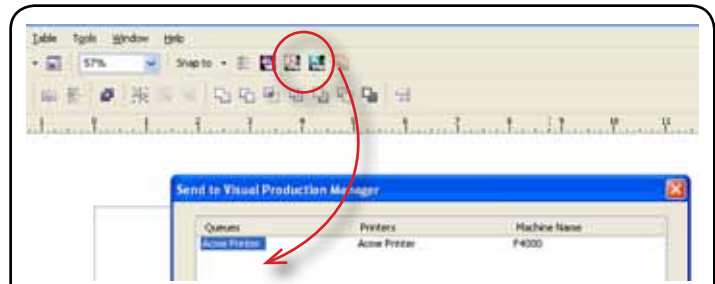 Table Tools Window Help
57% Snap to
Send to Visual Production Manager
Queues Printers Machine Name
Acme Printer Acme Printer P4000